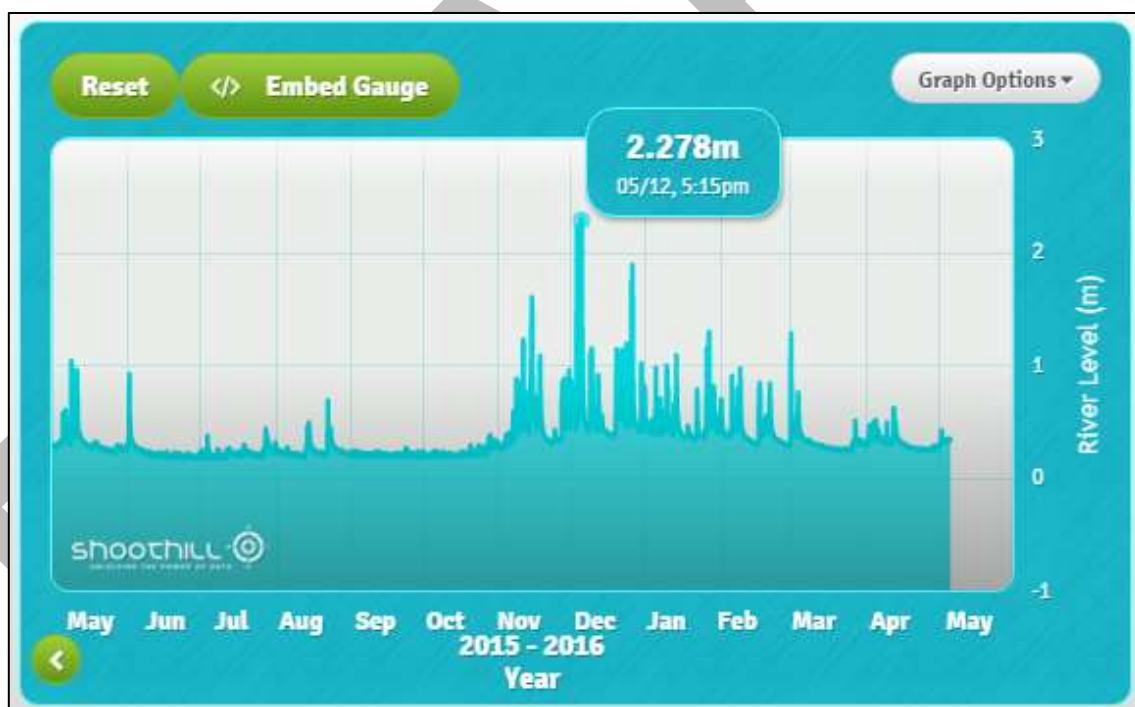 Reset
</> Embed Gauge
Graph Options
2.278m
05/12, 5:15pm
3
2
1
0
-1
River Level (m)
shoothill
May Jun Jul Aug Sep Oct Nov Dec Jan Feb Mar Apr May
2015 - 2016
Year